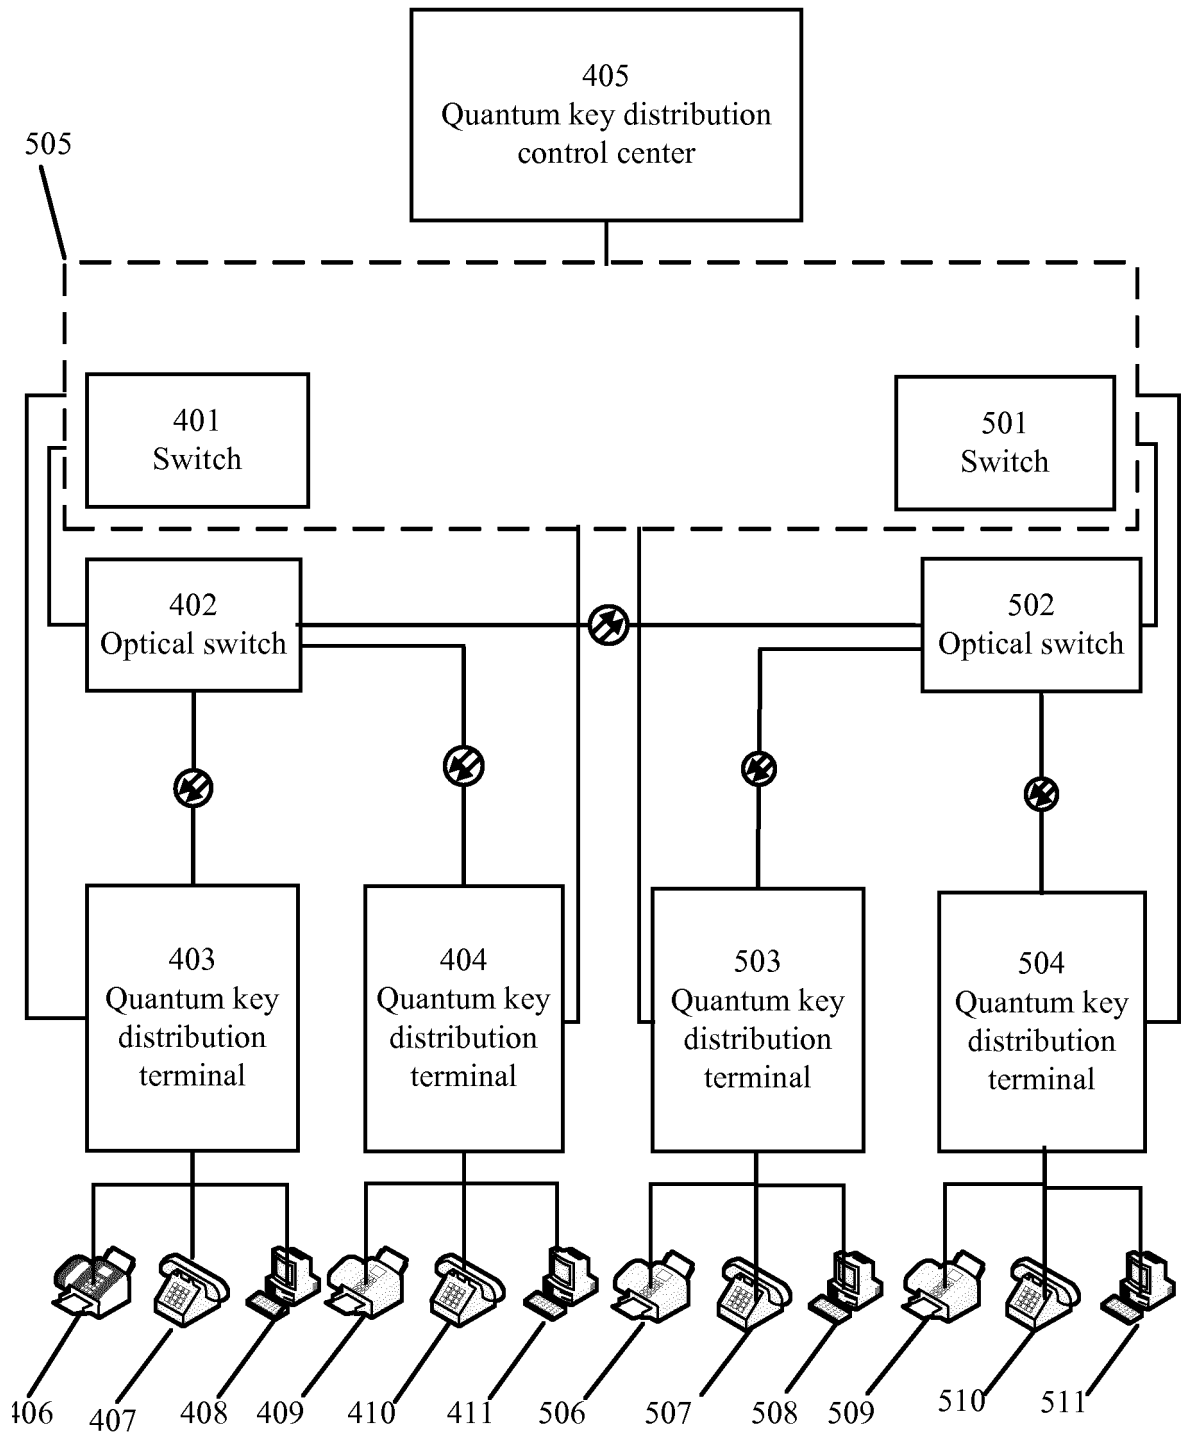 405
Quantum key distribution
control center
505
401
Switch
501
Switch
402
Optical switch
502
Optical switch
403
Quantum key
distribution
terminal
404
Quantum key
distribution
terminal
503
Quantum key
distribution
terminal
504
Quantum key
distribution
terminal
406
407
408
409
410
411
506
507
508
509
510
511